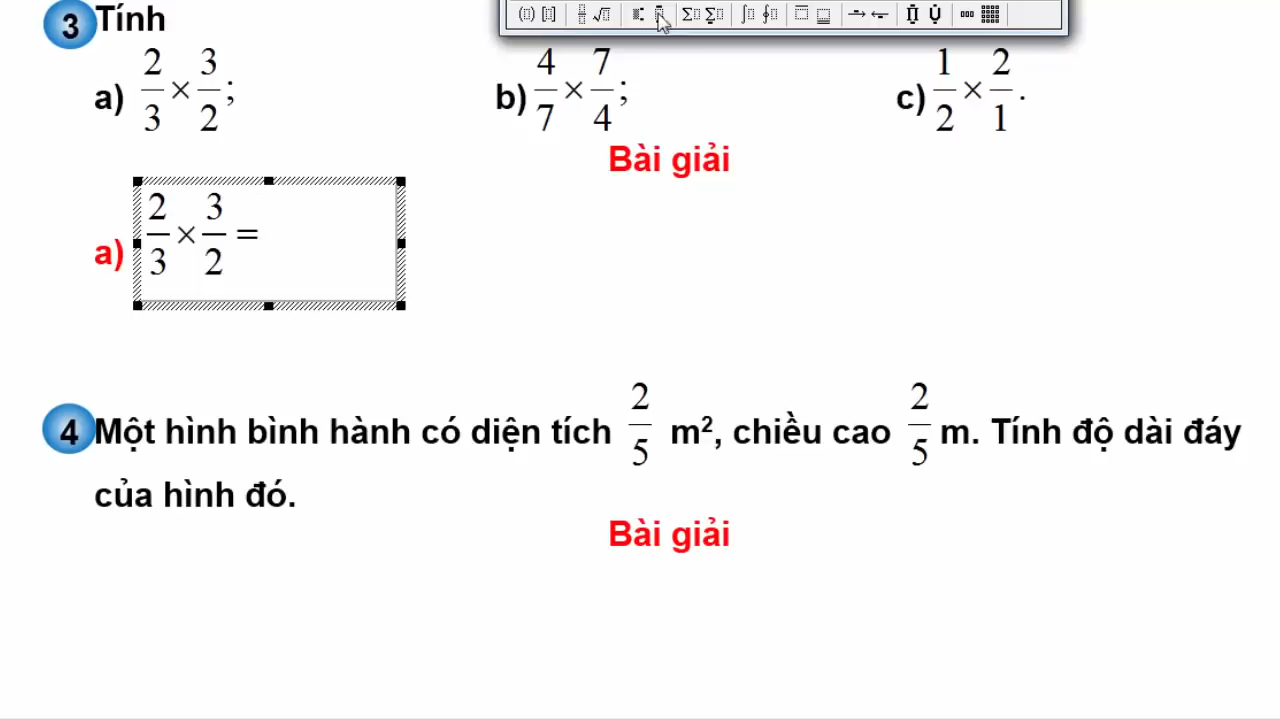 3 Tính
a) 2/3 × 3/2; b) 4/7 × 7/4; c) 1/2 × 2/1.
Bài giải
a) 2/3 × 3/2 =
4 Một hình bình hành có diện tích 2/5 m², chiều cao 2/5 m. Tính độ dài đáy
của hình đó.
Bài giải